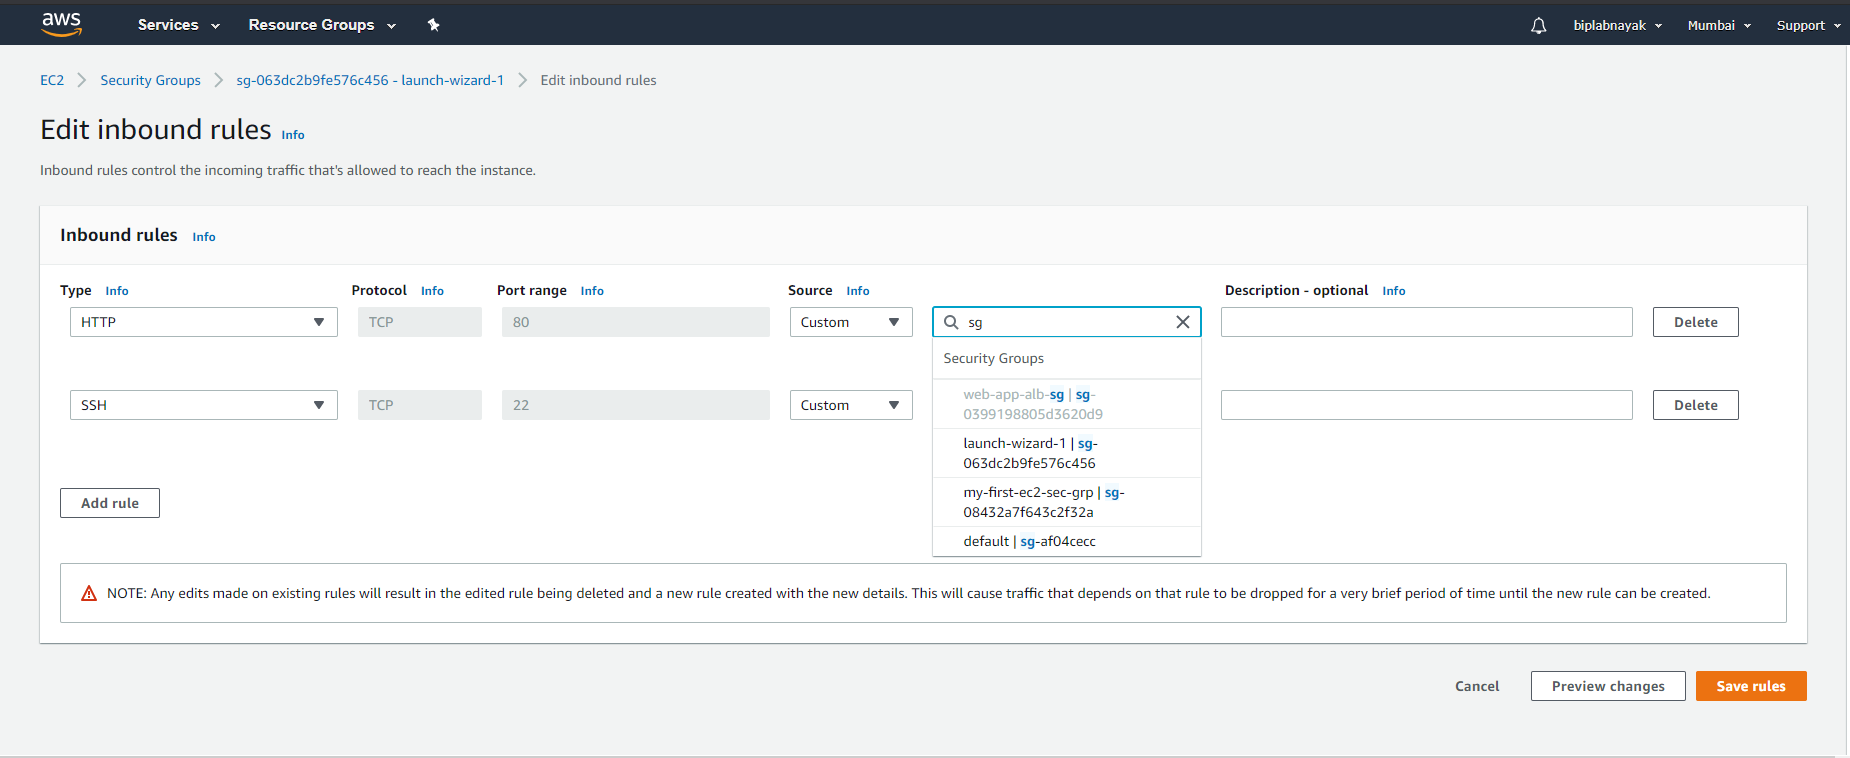 aws Services Resource Groups biplabnayak Mumbai Support
EC2 Security Groups sg-063dc2b9fe576c456 - launch-wizard-1 Edit inbound rules
Edit inbound rules Info
Inbound rules control the incoming traffic that's allowed to reach the instance.
Inbound rules Info
Type Info Protocol Info Port range Info Source Info Description - optional Info
HTTP TCP 80 Custom sg Delete
Security Groups
web-app-alb-sg | sg-
0399198805d3620d9
SSH TCP 22 Custom Delete
launch-wizard-1 | sg-
063dc2b9fe576c456
my-first-ec2-sec-grp | sg-
08432a7f643c2f32a
Add rule
default | sg-af04cecc
NOTE: Any edits made on existing rules will result in the edited rule being deleted and a new rule created with the new details. This will cause traffic that depends on that rule to be dropped for a very brief period of time until the new rule can be created.
Cancel Preview changes Save rules